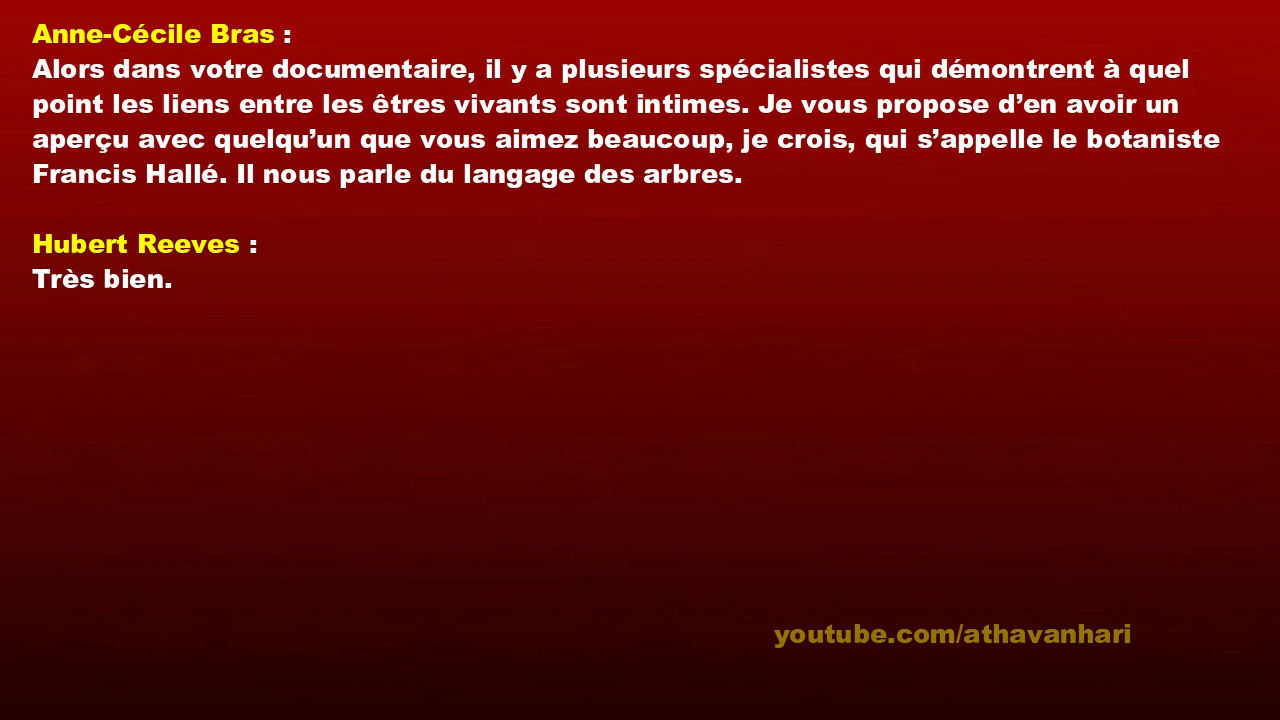 Anne-Cécile Bras :
Alors dans votre documentaire, il y a plusieurs spécialistes qui démontrent à quel
point les liens entre les êtres vivants sont intimes. Je vous propose d’en avoir un
aperçu avec quelqu’un que vous aimez beaucoup, je crois, qui s’appelle le botaniste
Francis Hallé. Il nous parle du langage des arbres.
Hubert Reeves :
Très bien.
youtube.com/athavanhari